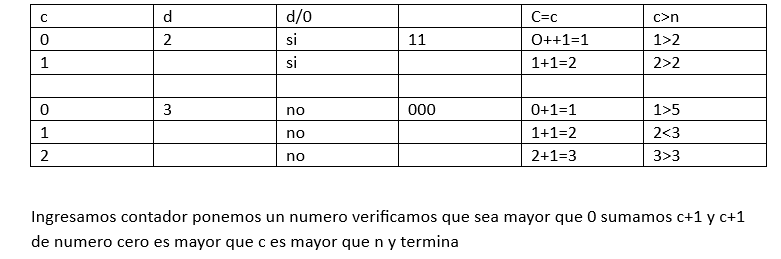 c d d/0 C=c c>n
0 2 si 11 O++1=1 1>2
1 si 1+1=2 2>2
0 3 no 000 0+1=1 1>5
1 no 1+1=2 2<3
2 no 2+1=3 3>3
Ingresamos contador ponemos un numero verificamos que sea mayor que 0 sumamos c+1 y c+1
de numero cero es mayor que c es mayor que n y termina